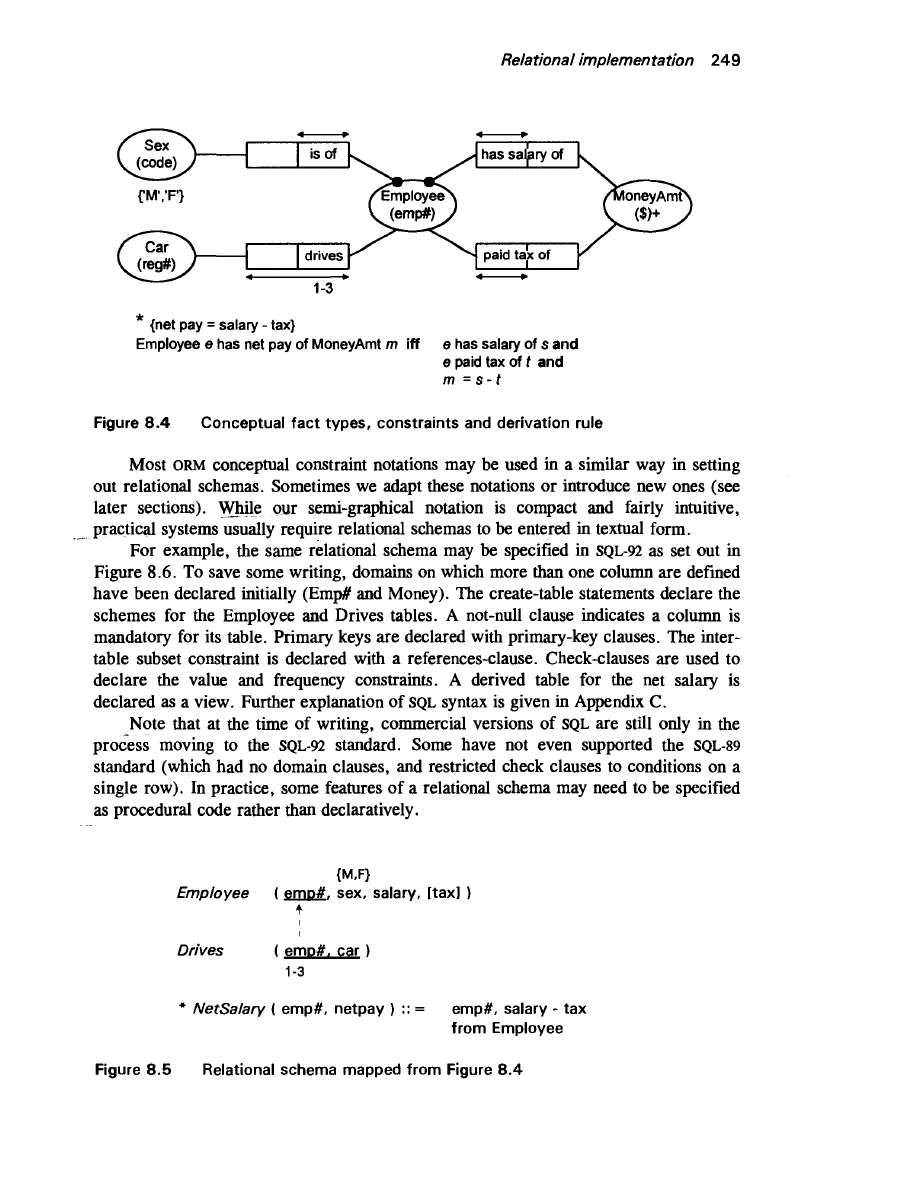 Relational implementation 249
Sex
(code)
is of
has salary of
{'M','F'}
Employee
(emp#)
MoneyAmt
($)+
Car
(reg#)
drives
paid tax of
1-3
* {net pay = salary - tax}
Employee e has net pay of MoneyAmt m iff e has salary of s and
e paid tax of t and
m = s - t
Figure 8.4 Conceptual fact types, constraints and derivation rule
Most ORM conceptual constraint notations may be used in a similar way in setting
out relational schemas. Sometimes we adapt these notations or introduce new ones (see
later sections). While our semi-graphical notation is compact and fairly intuitive,
practical systems usually require relational schemas to be entered in textual form.
For example, the same relational schema may be specified in SQL-92 as set out in
Figure 8.6. To save some writing, domains on which more than one column are defined
have been declared initially (Emp# and Money). The create-table statements declare the
schemes for the Employee and Drives tables. A not-null clause indicates a column is
mandatory for its table. Primary keys are declared with primary-key clauses. The inter-
table subset constraint is declared with a references-clause. Check-clauses are used to
declare the value and frequency constraints. A derived table for the net salary is
declared as a view. Further explanation of SQL syntax is given in Appendix C.
Note that at the time of writing, commercial versions of SQL are still only in the
process moving to the SQL-92 standard. Some have not even supported the SQL-89
standard (which had no domain clauses, and restricted check clauses to conditions on a
single row). In practice, some features of a relational schema may need to be specified
as procedural code rather than declaratively.
{M,F}
Employee ( emp#, sex, salary, [tax] )
Drives ( emp#, car )
1-3
* NetSalary ( emp#, netpay ) ::= emp#, salary - tax
from Employee
Figure 8.5 Relational schema mapped from Figure 8.4